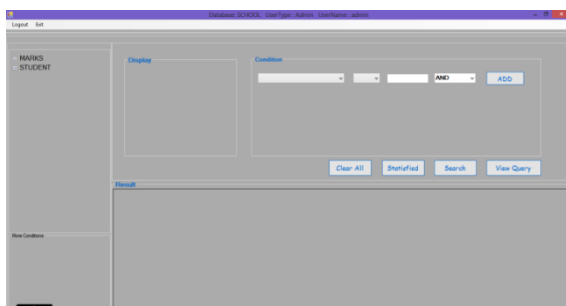 Database: SCHOOL UserType: Admin UserName: admin
Logout Exit
MARKS
STUDENT
Display
Condition
AND
ADD
Clear All
Statisfied
Search
View Query
Result
More Conditions